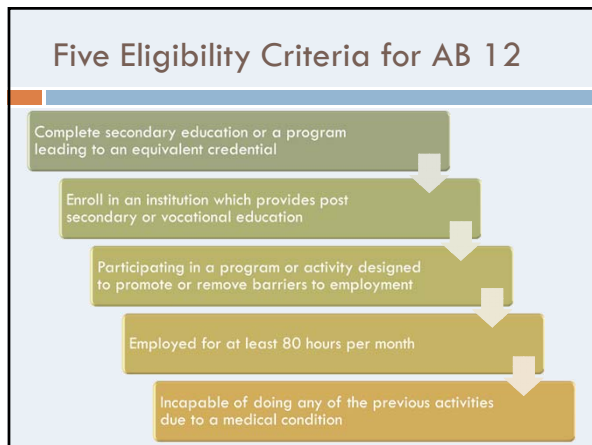 Five Eligibility Criteria for AB 12
Complete secondary education or a program
leading to an equivalent credential
Enroll in an institution which provides post
secondary or vocational education
Participating in a program or activity designed
to promote or remove barriers to employment
Employed for at least 80 hours per month
Incapable of doing any of the previous activities
due to a medical condition